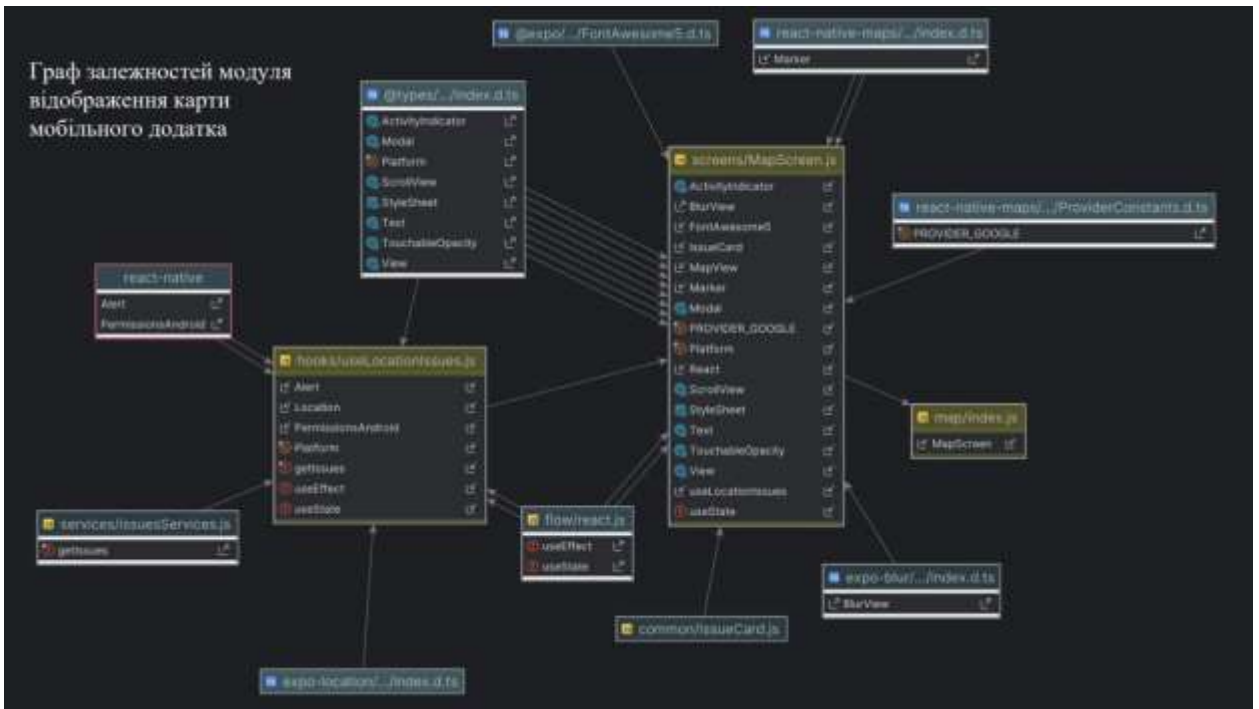 Граф залежностей модуля
відображення карти
мобільного додатка
@expo/.../FontAwesome5.d.ts
react-native-maps/.../index.d.ts
Marker
@types/.../index.d.ts
ActivityIndicator
Modal
Platform
ScrollView
StyleSheet
Text
TouchableOpacity
View
screens/MapScreen.js
ActivityIndicator
BlurView
FontAwesome5
IssueCard
MapView
Marker
Modal
PROVIDER_GOOGLE
Platform
React
ScrollView
StyleSheet
Text
TouchableOpacity
View
useLocationIssues
useState
react-native-maps/.../ProviderConstants.d.ts
PROVIDER_GOOGLE
react-native
Alert
PermissionsAndroid
hooks/useLocationIssues.js
Alert
Location
PermissionsAndroid
Platform
getIssues
useEffect
useState
map/index.js
MapScreen
services/issuesServices.js
getIssues
flow/react.js
useEffect
useState
expo-blur/.../index.d.ts
BlurView
common/IssueCard.js
expo-location/.../index.d.ts